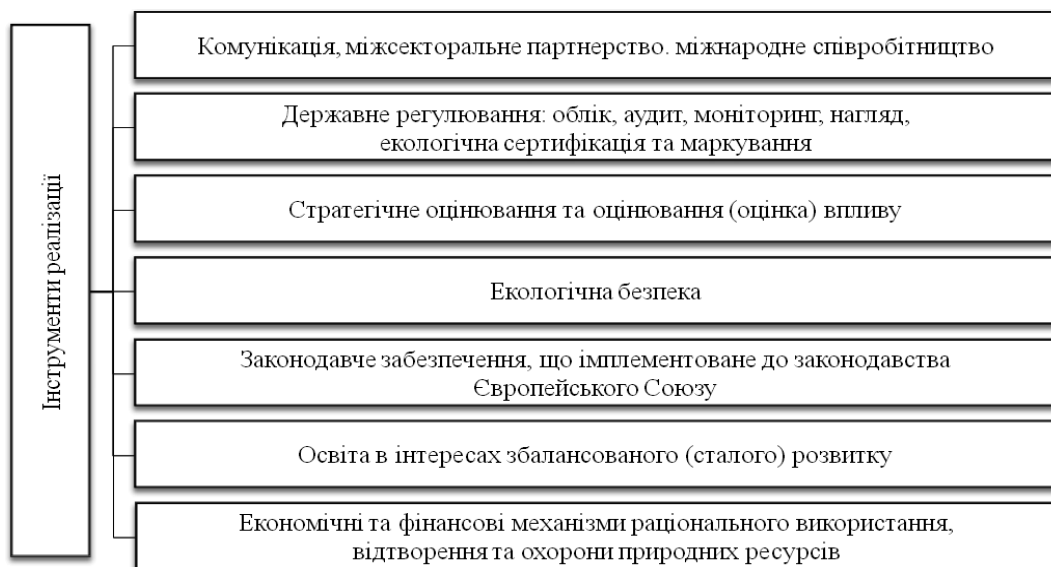 Інструменти реалізації
Комунікація, міжсекторальне партнерство. міжнародне співробітництво
Державне регулювання: облік, аудит, моніторинг, нагляд,
екологічна сертифікація та маркування
Стратегічне оцінювання та оцінювання (оцінка) впливу
Екологічна безпека
Законодавче забезпечення, що імплементоване до законодавства
Європейського Союзу
Освіта в інтересах збалансованого (сталого) розвитку
Економічні та фінансові механізми раціонального використання,
відтворення та охорони природних ресурсів